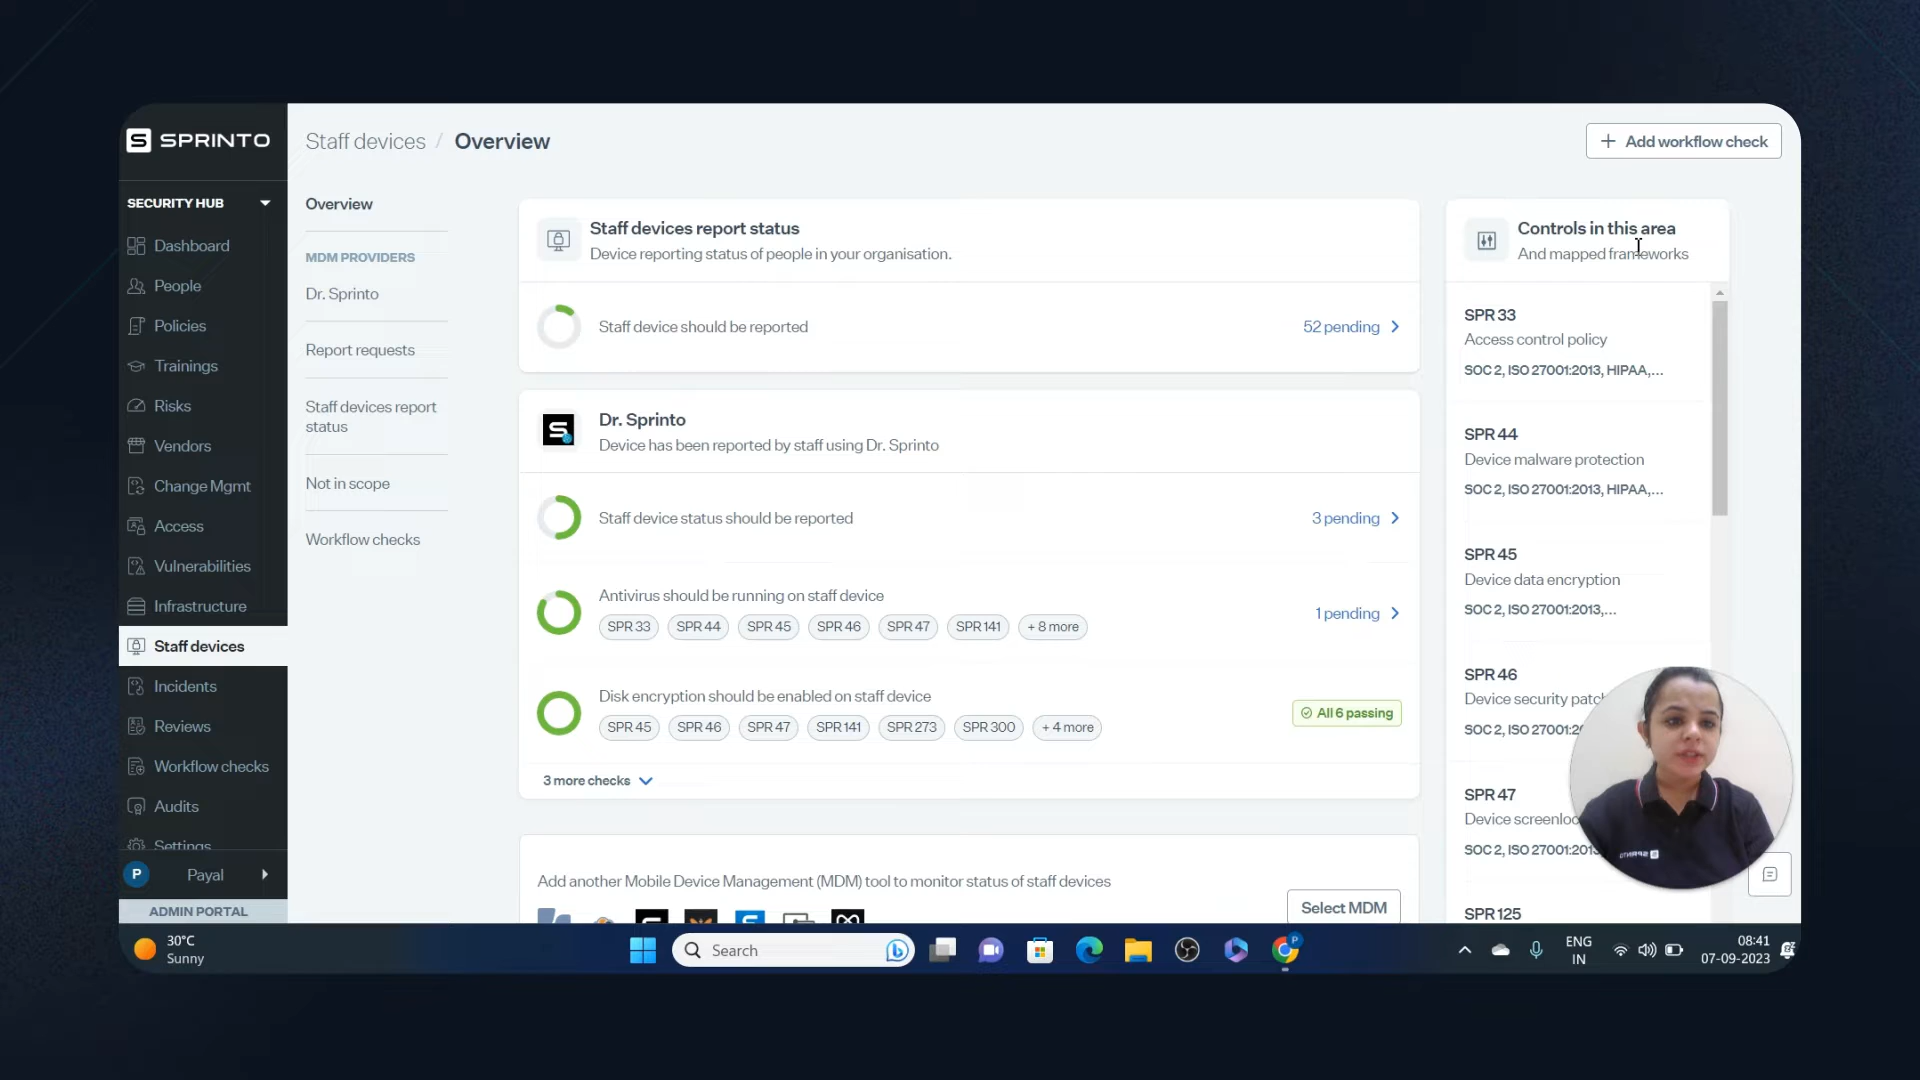 SPRINTO
SECURITY HUB
Dashboard
People
Policies
Trainings
Risks
Vendors
Change Mgmt
Access
Vulnerabilities
Infrastructure
Staff devices
Incidents
Reviews
Workflow checks
Audits
Settings
P
Payal
ADMIN PORTAL
Staff devices / Overview
+ Add workflow check
Overview
MDM PROVIDERS
Dr. Sprinto
Report requests
Staff devices report
status
Not in scope
Workflow checks
Staff devices report status
Device reporting status of people in your organisation.
Staff device should be reported
52 pending
Dr. Sprinto
Device has been reported by staff using Dr. Sprinto
Staff device status should be reported
3 pending
Antivirus should be running on staff device
SPR 33 SPR 44 SPR 45 SPR 46 SPR 47 SPR 141 + 8 more
1 pending
Disk encryption should be enabled on staff device
SPR 45 SPR 46 SPR 47 SPR 141 SPR 273 SPR 300 + 4 more
All 6 passing
3 more checks
Add another Mobile Device Management (MDM) tool to monitor status of staff devices
Select MDM
Controls in this area
And mapped frameworks
SPR 33
Access control policy
SOC 2, ISO 27001:2013, HIPAA,...
SPR 44
Device malware protection
SOC 2, ISO 27001:2013, HIPAA,...
SPR 45
Device data encryption
SOC 2, ISO 27001:2013,...
SPR 46
Device security
SOC 2, ISO
SPR 47
Device
SOC 2, ISO
SPR 125
30°C
Sunny
Search
ENG
IN
08:41
07-09-2023